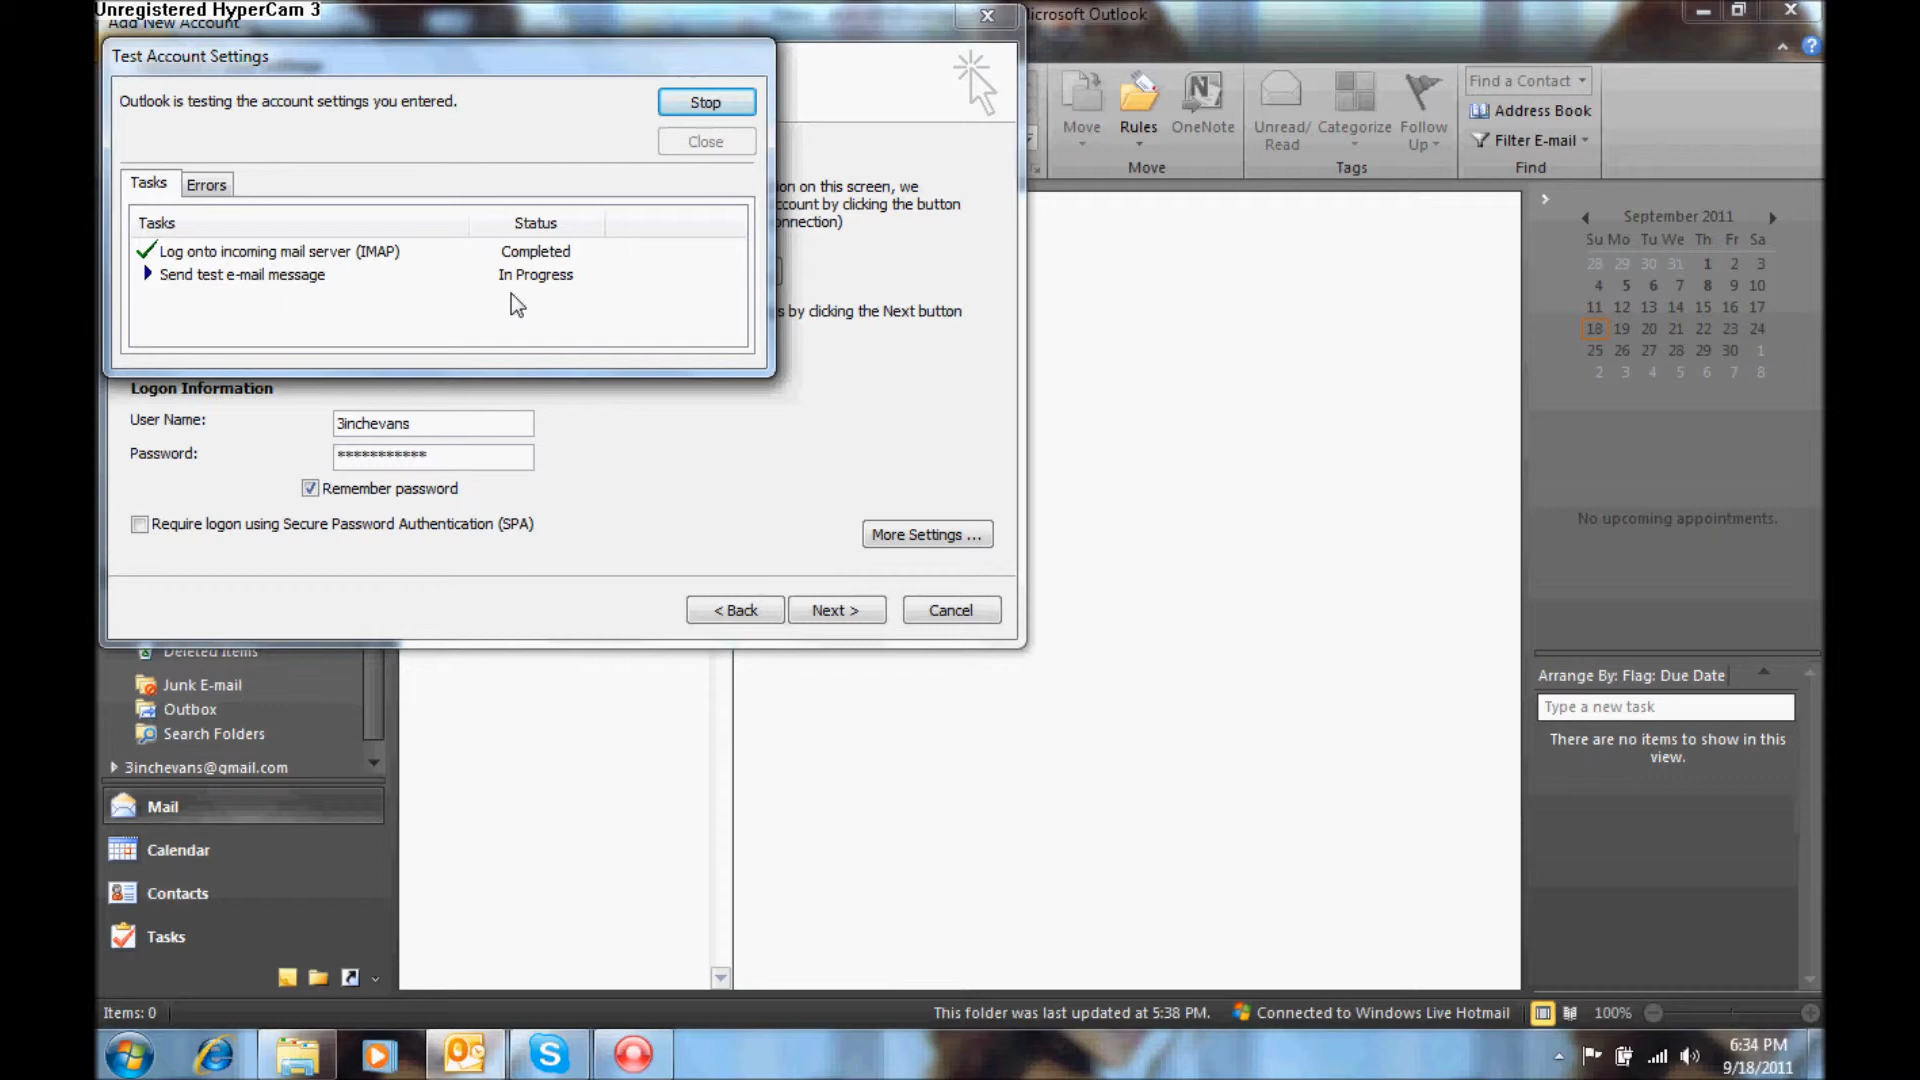 Unregistered HyperCam 3
Add New Account
Microsoft Outlook
Test Account Settings
Outlook is testing the account settings you entered.
Stop
Close
Tasks
Errors
Tasks
Status
Log onto incoming mail server (IMAP)
Completed
Send test e-mail message
In Progress
on on this screen, we
ccount by clicking the button
nnection)
s by clicking the Next button
Logon Information
User Name:
3inchevans
Password:
***********
Remember password
Require logon using Secure Password Authentication (SPA)
More Settings ...
< Back
Next >
Cancel
Move
Rules
OneNote
Unread/
Read
Categorize
Follow
Up
Move
Tags
Find a Contact
Address Book
Filter E-mail
Find
September 2011
Su Mo Tu We Th Fr Sa
28 29 30 31 1 2 3
4 5 6 7 8 9 10
11 12 13 14 15 16 17
18 19 20 21 22 23 24
25 26 27 28 29 30 1
2 3 4 5 6 7 8
No upcoming appointments.
Arrange By: Flag: Due Date
Type a new task
There are no items to show in this
view.
Deleted Items
Junk E-mail
Outbox
Search Folders
3inchevans@gmail.com
Mail
Calendar
Contacts
Tasks
Items: 0
This folder was last updated at 5:38 PM.
Connected to Windows Live Hotmail
100%
6:34 PM
9/18/2011